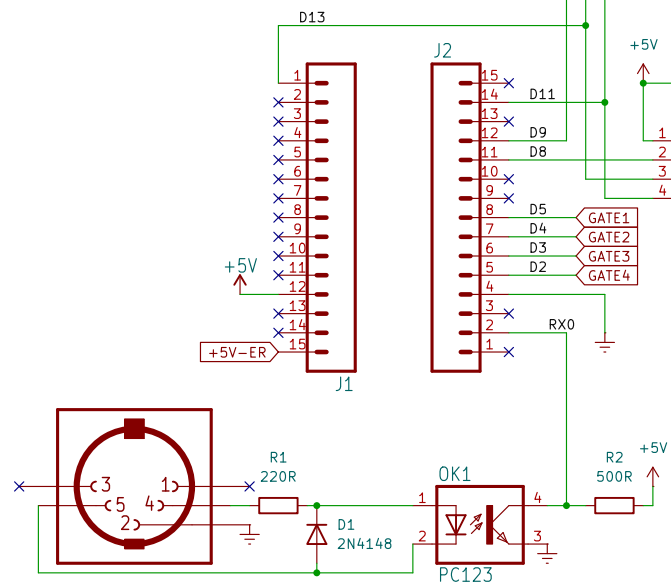 D13
J2
+5V
1
2
3
4
5
6
7
8
9
10
11
12
13
14
15
+5V
+5V-ER
J1
15
14
13
12
11
10
9
8
7
6
5
4
3
2
1
D11
D9
D8
D5
D4
D3
D2
GATE1
GATE2
GATE3
GATE4
RX0
1
2
3
4
3
1
5
4
2
R1
220R
D1
2N4148
OK1
1
2
4
3
PC123
R2
500R
+5V